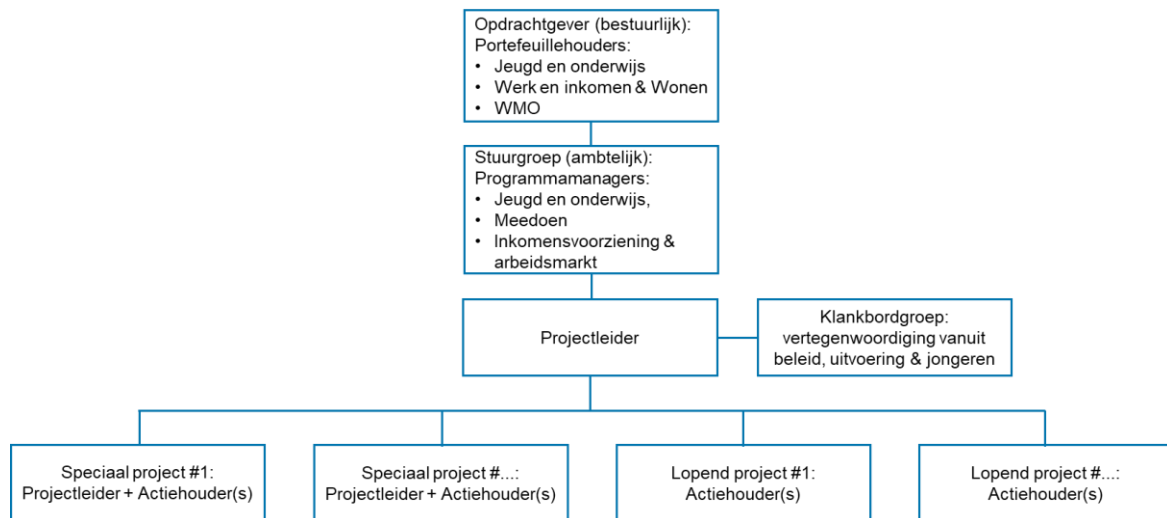 Opdrachtgever (bestuurlijk):
Portefeuillehouders:
• Jeugd en onderwijs
• Werk en inkomen & Wonen
• WMO
Stuurgroep (ambtelijk):
Programmamanagers:
• Jeugd en onderwijs,
• Meedoen
• Inkomensvoorziening &
arbeidsmarkt
Projectleider
Klankbordgroep:
vertegenwoordiging vanuit
beleid, uitvoering & jongeren
Speciaal project #1:
Projectleider + Actiehouder(s)
Speciaal project #...:
Projectleider + Actiehouder(s)
Lopend project #1:
Actiehouder(s)
Lopend project #...:
Actiehouder(s)